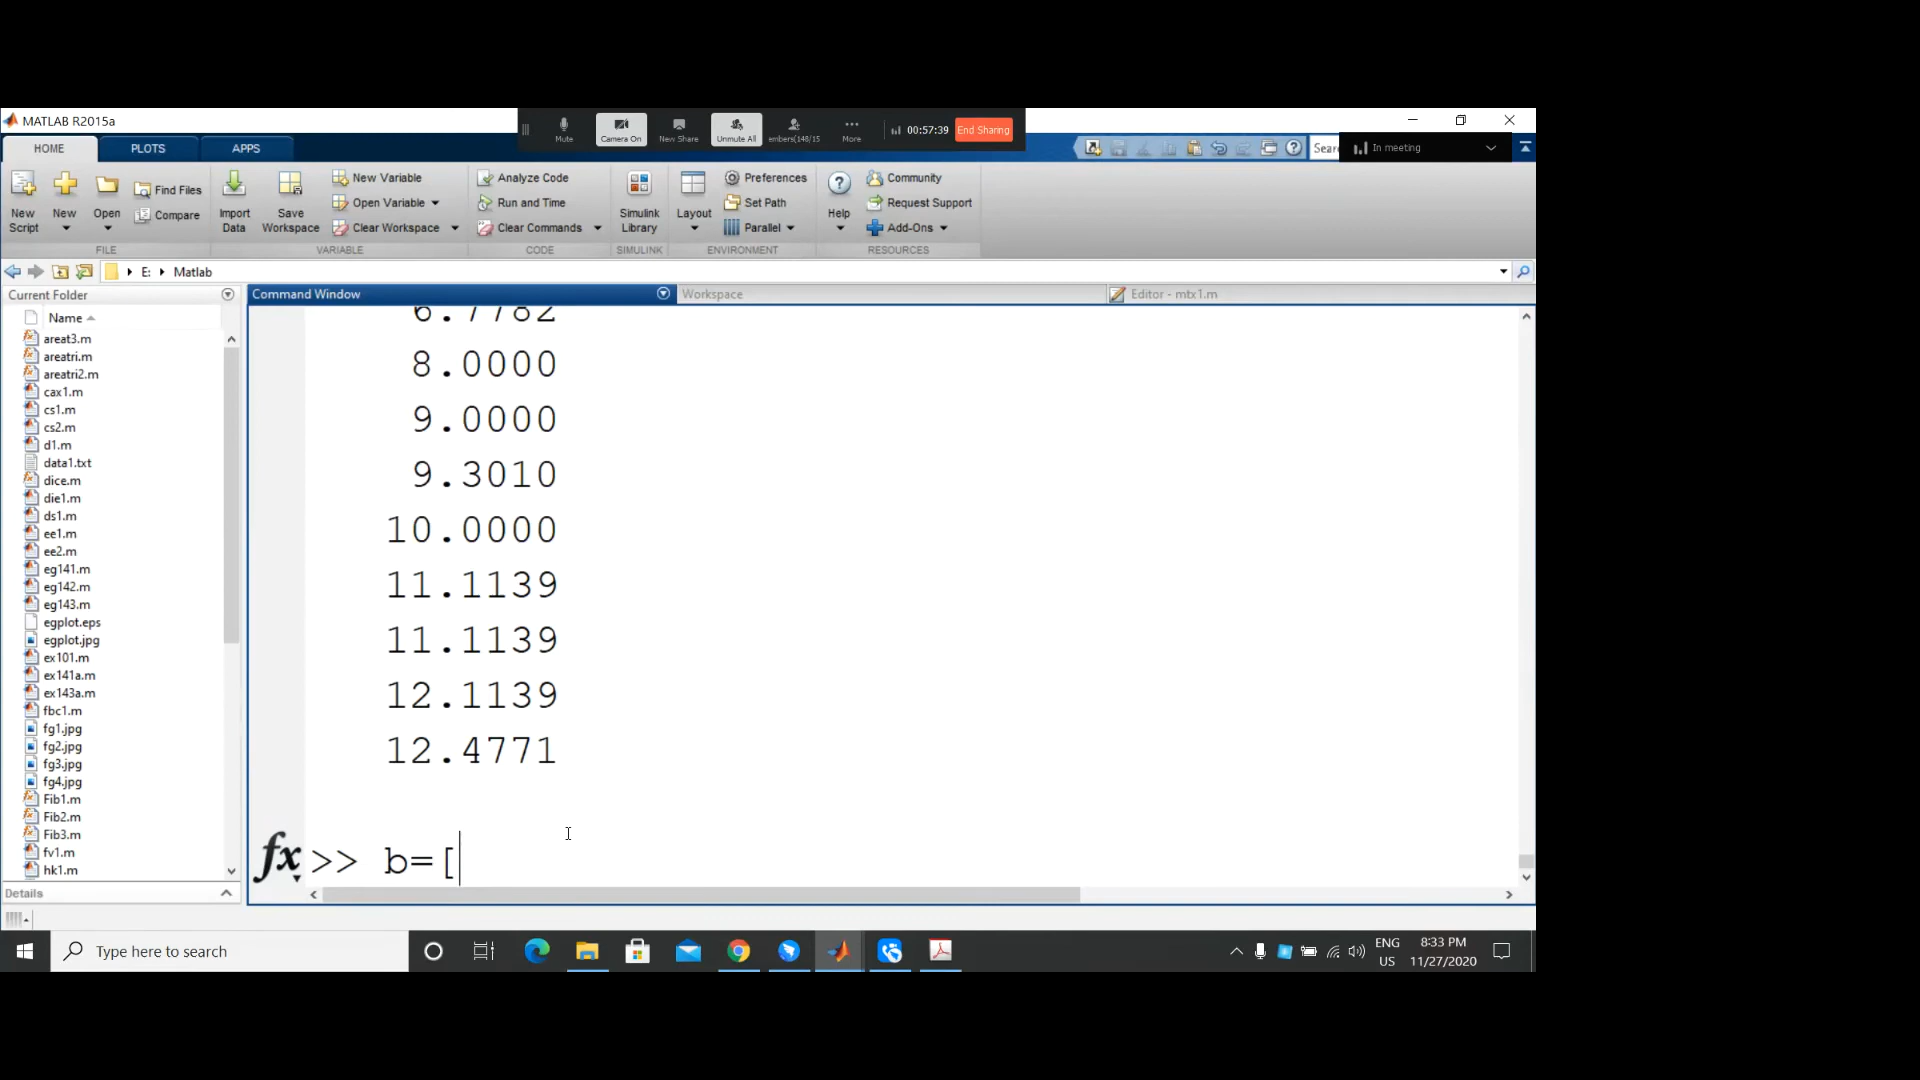 MATLAB R2015a
Mute
Camera On
New Share
Unmute All
embers(148/15
More
00:57:39
End Sharing
HOME
PLOTS
APPS
Sear
In meeting
New Script
New
Open
Find Files
Compare
Import Data
Save Workspace
New Variable
Open Variable
Clear Workspace
Analyze Code
Run and Time
Clear Commands
Simulink Library
Layout
Preferences
Set Path
Parallel
Help
Community
Request Support
Add-Ons
FILE
VARIABLE
CODE
SIMULINK
ENVIRONMENT
RESOURCES
E:
Matlab
Current Folder
Command Window
Workspace
Editor - mtx1.m
Name
areat3.m
areatri.m
areatri2.m
cax1.m
cs1.m
cs2.m
d1.m
data1.txt
dice.m
die1.m
ds1.m
ee1.m
ee2.m
eg141.m
eg142.m
eg143.m
egplot.eps
egplot.jpg
ex101.m
ex141a.m
ex143a.m
fbc1.m
fg1.jpg
fg2.jpg
fg3.jpg
fg4.jpg
Fib1.m
Fib2.m
Fib3.m
fv1.m
hk1.m
Details
6.7782
8.0000
9.0000
9.3010
10.0000
11.1139
11.1139
12.1139
12.4771
fx >> b=[
Type here to search
ENG
US
8:33 PM
11/27/2020